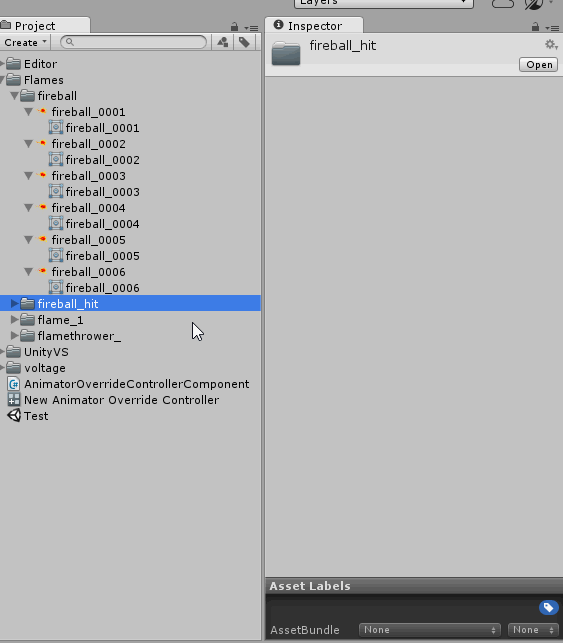 Layers
Project
Inspector
Create
fireball_hit
Open
Editor
Flames
fireball
fireball_0001
fireball_0001
fireball_0002
fireball_0002
fireball_0003
fireball_0003
fireball_0004
fireball_0004
fireball_0005
fireball_0005
fireball_0006
fireball_0006
fireball_hit
flame_1
flamethrower_
UnityVS
voltage
AnimatorOverrideControllerComponent
New Animator Override Controller
Test
Asset Labels
AssetBundle None None